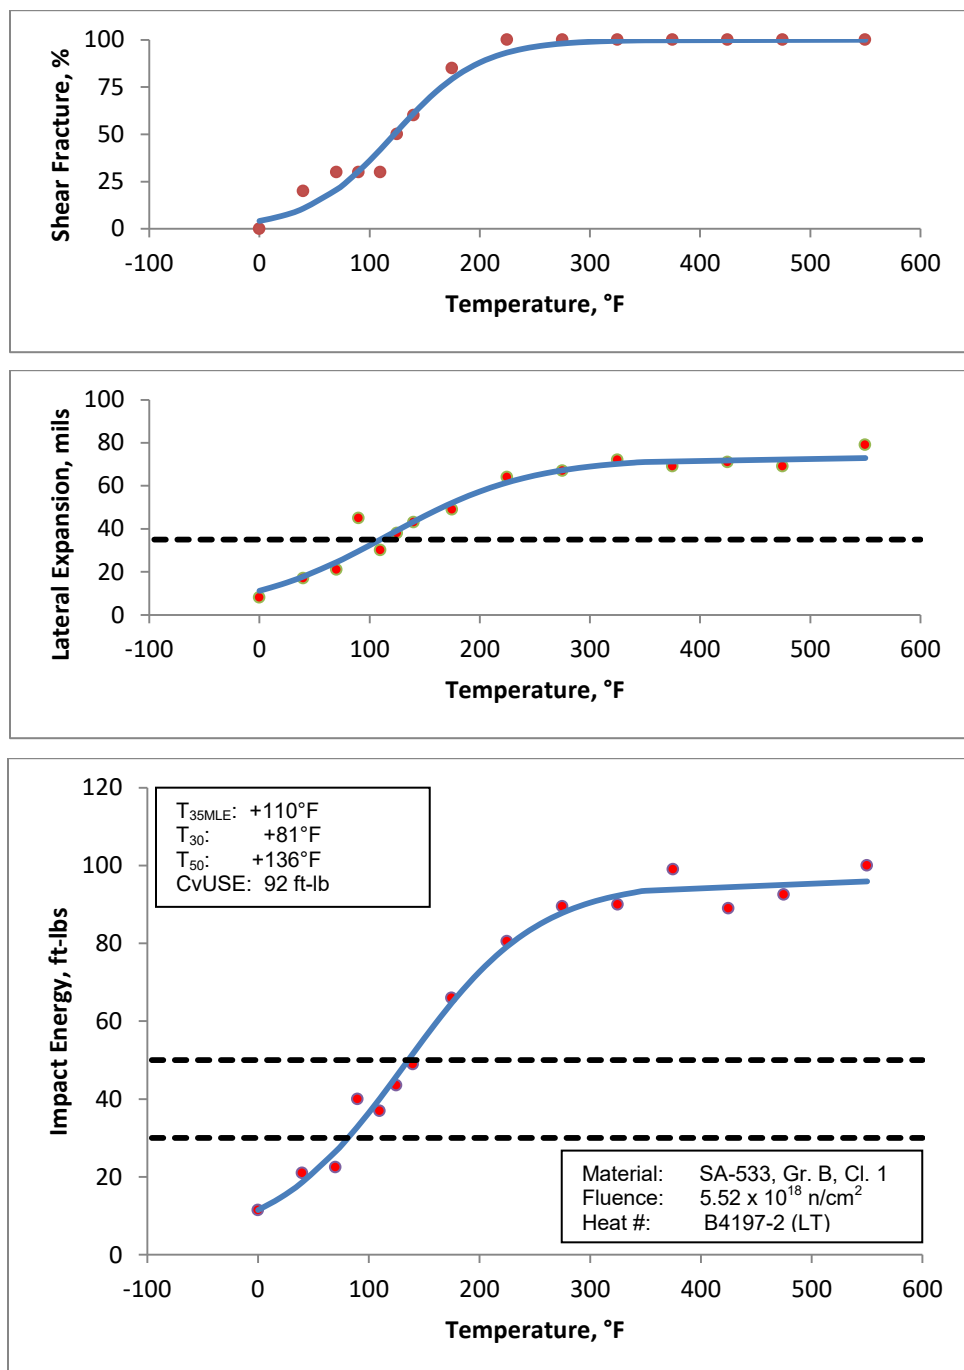 100
75
50
25
0
Shear Fracture, %
-100 0 100 200 300 400 500 600
Temperature, °F
100
80
60
40
20
0
Lateral Expansion, mils
-100 0 100 200 300 400 500 600
Temperature, °F
120
100
80
60
40
20
0
Impact Energy, ft-lbs
T35MLE: +110°F
T30: +81°F
T50: +136°F
CvUSE: 92 ft-lb
Material: SA-533, Gr. B, Cl. 1
Fluence: 5.52 x 10^18 n/cm^2
Heat #: B4197-2 (LT)
-100 0 100 200 300 400 500 600
Temperature, °F